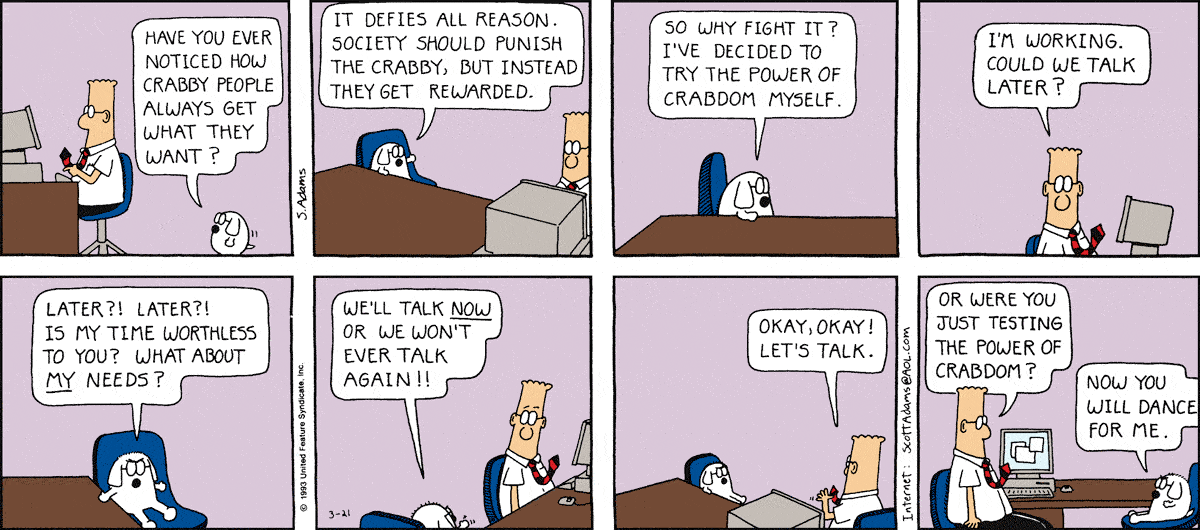 HAVE YOU EVER
NOTICED HOW
CRABBY PEOPLE
ALWAYS GET
WHAT THEY
WANT?
S.Adams
IT DEFIES ALL REASON.
SOCIETY SHOULD PUNISH
THE CRABBY, BUT INSTEAD
THEY GET REWARDED.
SO WHY FIGHT IT?
I'VE DECIDED TO
TRY THE POWER OF
CRABDOM MYSELF.
I'M WORKING.
COULD WE TALK
LATER?
LATER?! LATER?!
IS MY TIME WORTHLESS
TO YOU? WHAT ABOUT
MY NEEDS?
© 1993 United Feature Syndicate, Inc.
WE'LL TALK NOW
OR WE WON'T
EVER TALK
AGAIN!!
3-21
OKAY, OKAY!
LET'S TALK.
Internet: ScottAdams@AOL.com
OR WERE YOU
JUST TESTING
THE POWER OF
CRABDOM?
NOW YOU
WILL DANCE
FOR ME.